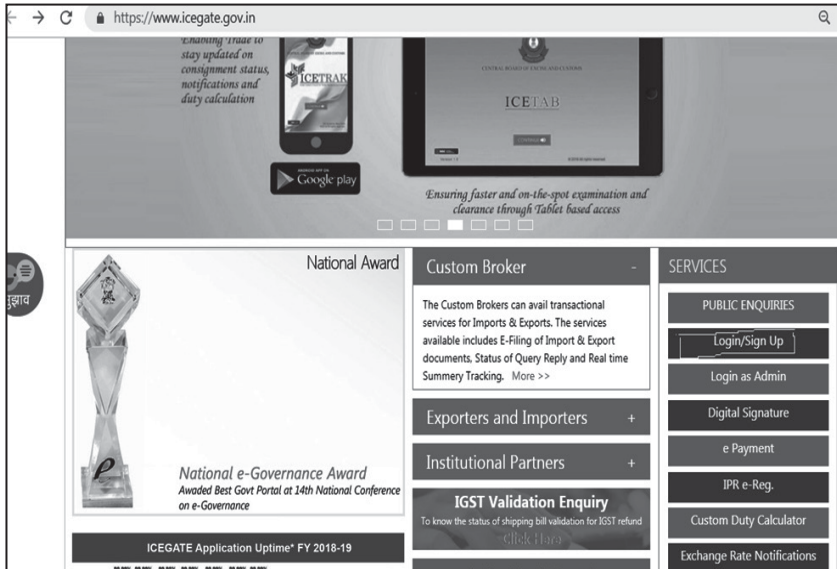 https://www.icegate.gov.in
Enabling Trade to
stay updated on
consignment status,
notifications and
duty calculation
ICETRAK
CENTRAL BOARD OF EXCISE AND CUSTOMS
ICETAB
ANDROID APP ON
Google play
Ensuring faster and on-the-spot examination and
clearance through Tablet based access
सुझाव
National Award
National e-Governance Award
Awaded Best Govt Portal at 14th National Conference
on e-Governance
ICEGATE Application Uptime* FY 2018-19
Custom Broker -
The Custom Brokers can avail transactional
services for Imports & Exports. The services
available includes E-Filing of Import & Export
documents, Status of Query Reply and Real time
Summery Tracking. More >>
Exporters and Importers +
Institutional Partners +
IGST Validation Enquiry
To know the status of shipping bill validation for IGST refund
Click Here
SERVICES
PUBLIC ENQUIRIES
Login/Sign Up
Login as Admin
Digital Signature
e Payment
IPR e-Reg.
Custom Duty Calculator
Exchange Rate Notifications